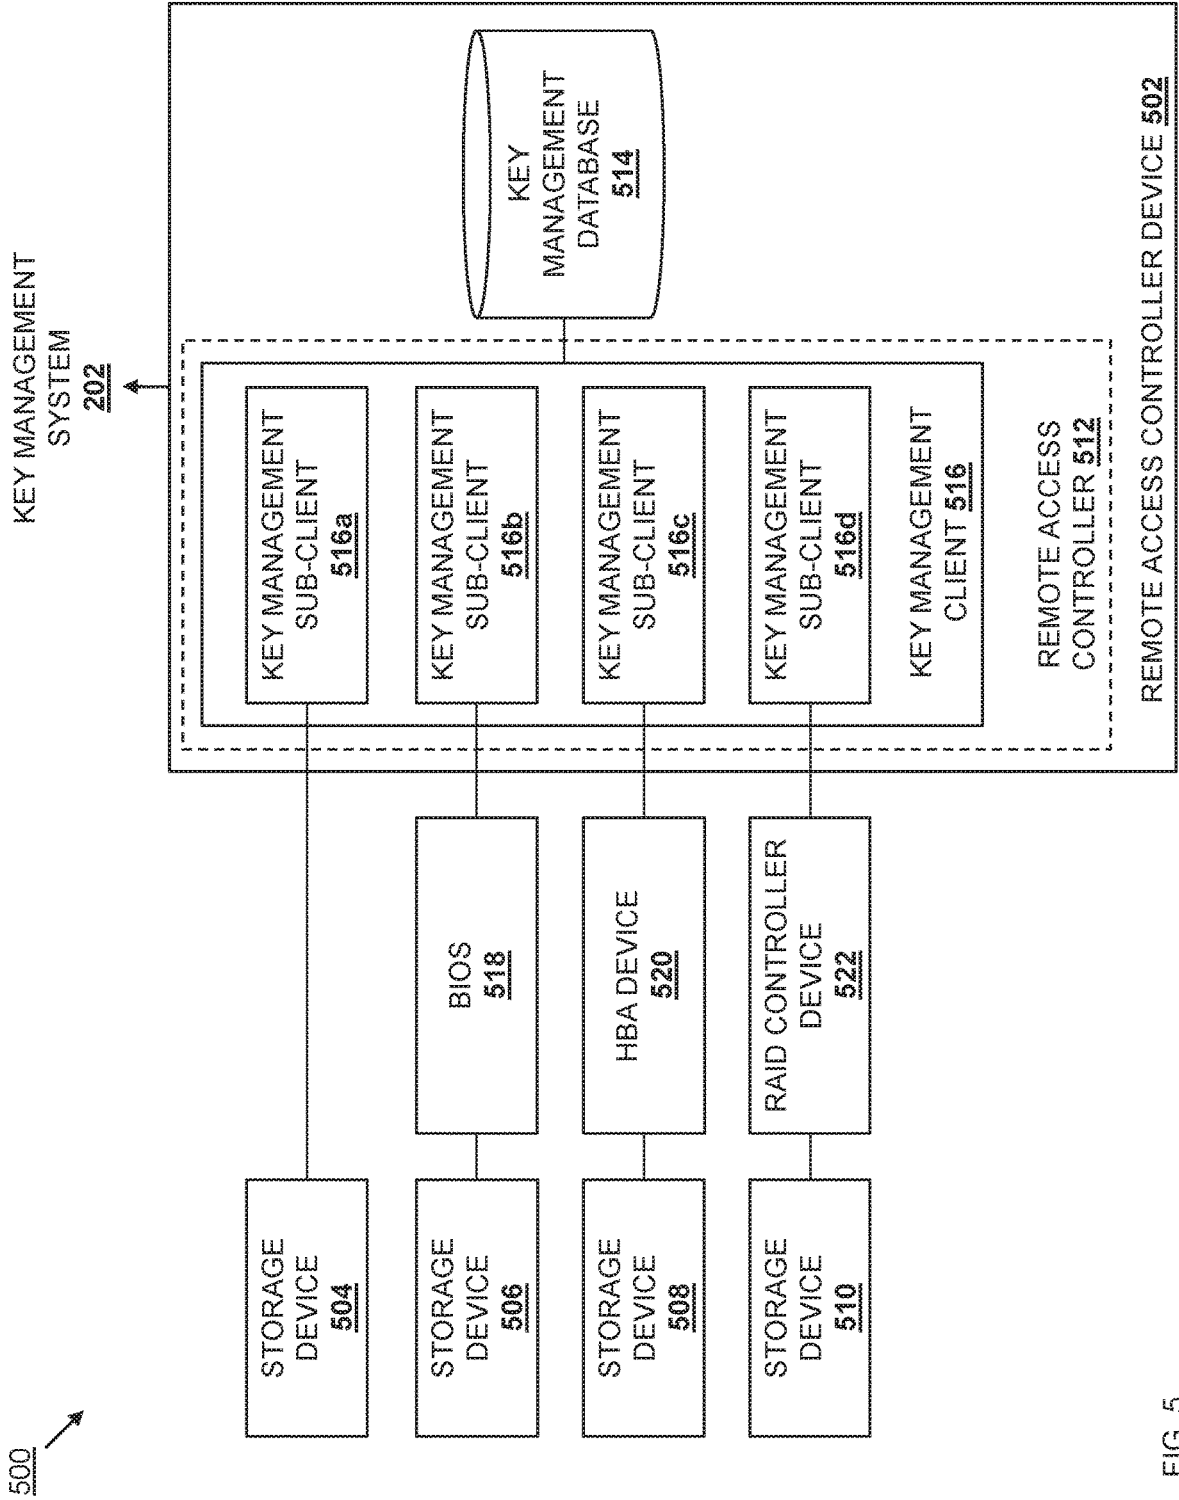 500
KEY MANAGEMENT
SYSTEM
202
STORAGE
DEVICE
504
KEY MANAGEMENT
SUB-CLIENT
516a
STORAGE
DEVICE
506
BIOS
518
KEY MANAGEMENT
SUB-CLIENT
516b
STORAGE
DEVICE
508
HBA DEVICE
520
KEY MANAGEMENT
SUB-CLIENT
516c
STORAGE
DEVICE
510
RAID CONTROLLER
DEVICE
522
KEY MANAGEMENT
SUB-CLIENT
516d
KEY
MANAGEMENT
DATABASE
514
KEY MANAGEMENT
CLIENT 516
REMOTE ACCESS
CONTROLLER 512
REMOTE ACCESS CONTROLLER DEVICE 502
FIG. 5